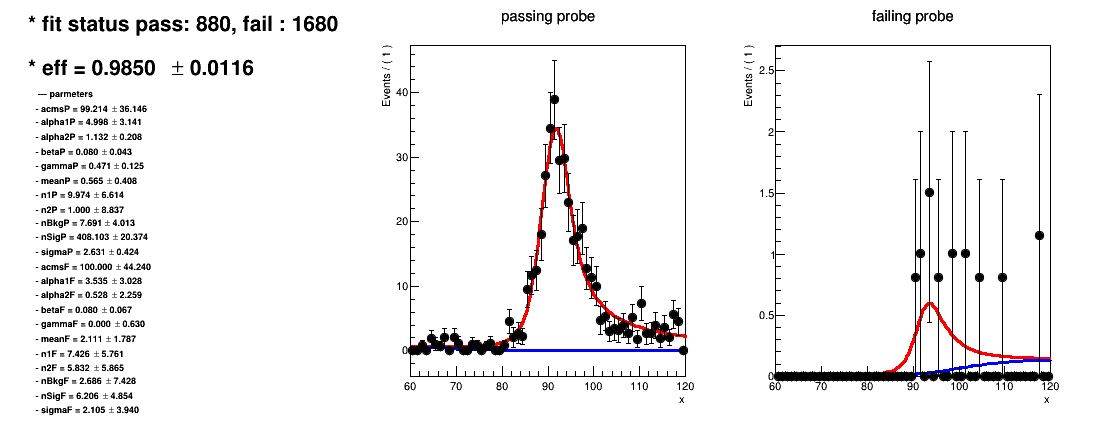 * fit status pass: 880, fail : 1680
* eff = 0.9850 ± 0.0116
--- parmeters
- acmsP = 99.214 ± 36.146
- alpha1P = 4.998 ± 3.141
- alpha2P = 1.132 ± 0.208
- betaP = 0.080 ± 0.043
- gammaP = 0.471 ± 0.125
- meanP = 0.565 ± 0.408
- n1P = 9.974 ± 6.614
- n2P = 1.000 ± 8.837
- nBkgP = 7.691 ± 4.013
- nSigP = 408.103 ± 20.374
- sigmaP = 2.631 ± 0.424
- acmsF = 100.000 ± 44.240
- alpha1F = 3.535 ± 3.028
- alpha2F = 0.528 ± 2.259
- betaF = 0.080 ± 0.067
- gammaF = 0.000 ± 0.630
- meanF = 2.111 ± 1.787
- n1F = 7.426 ± 5.761
- n2F = 5.832 ± 5.865
- nBkgF = 2.686 ± 7.428
- nSigF = 6.206 ± 4.854
- sigmaF = 2.105 ± 3.940
passing probe
Events / ( 1 )
40
30
20
10
0
60 70 80 90 100 110 120
x
failing probe
Events / ( 1 )
2.5
2
1.5
1
0.5
0
60 70 80 90 100 110 120
x